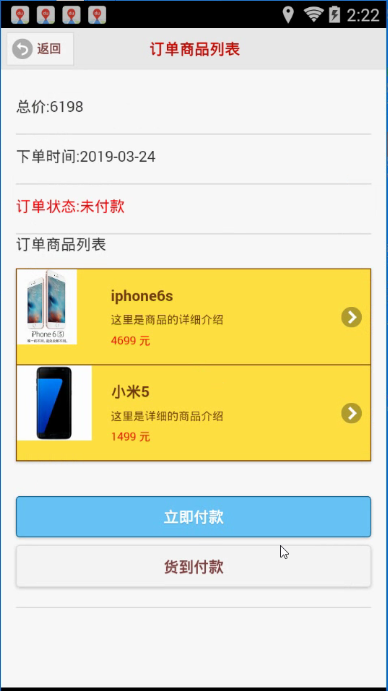 2:22
返回
订单商品列表
总价:6198
下单时间:2019-03-24
订单状态:未付款
订单商品列表
iPhone 6s
iphone6s
这里是商品的详细介绍
4699 元
小米5
这里是详细的商品介绍
1499 元
立即付款
货到付款